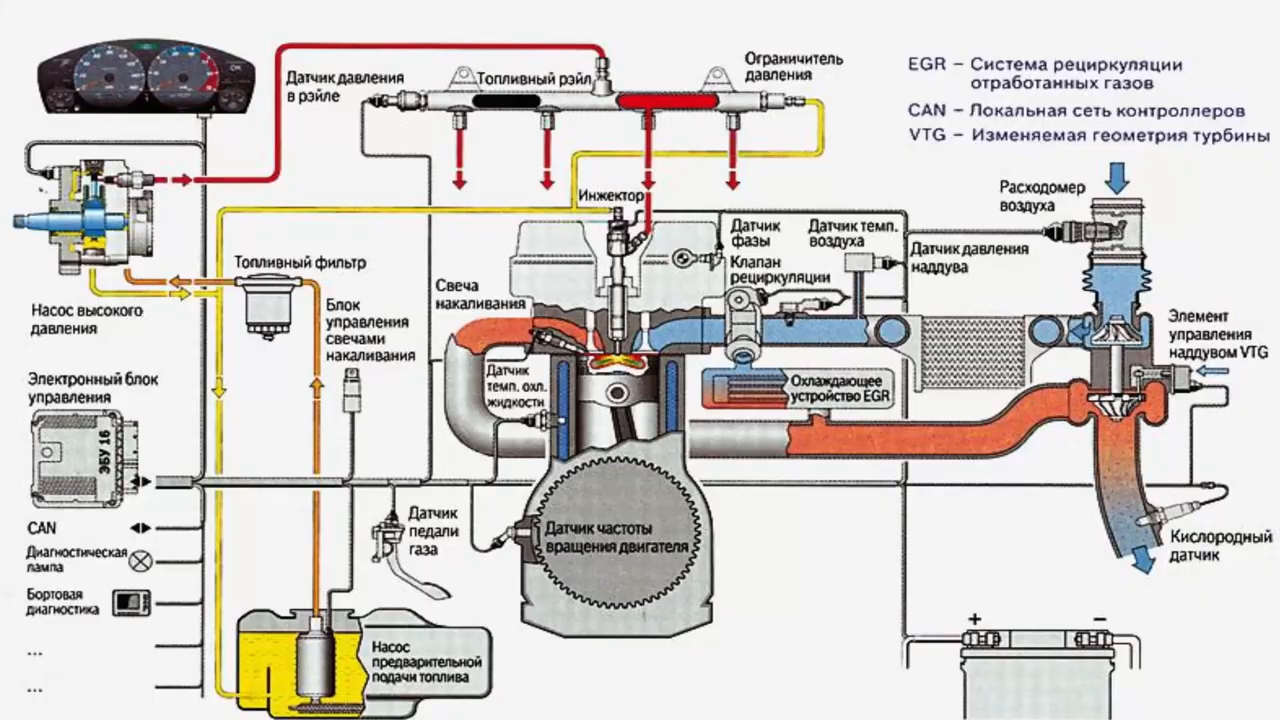 Датчик давления
в рэйле
Топливный рэйл
Ограничитель
давления
EGR – Система рециркуляции
отработанных газов
CAN – Локальная сеть контроллеров
VTG – Изменяемая геометрия турбины
Инжектор
Расходомер
воздуха
Датчик
фазы
Датчик темп.
воздуха
Датчик давления
наддува
Клапан
рециркуляции
Топливный фильтр
Свеча
накаливания
Насос высокого
давления
Блок
управления
свечами
накаливания
Элемент
управления
наддувом VTG
Датчик
темп. охл.
жидкости
Охлаждающее
устройство EGR
Электронный блок
управления
ЭБУ 16
CAN
Диагностическая
лампа
Бортовая
диагностика
...
...
Датчик
педали
газа
Датчик частоты
вращения двигателя
Кислородный
датчик
Насос
предварительной
подачи топлива
+ –